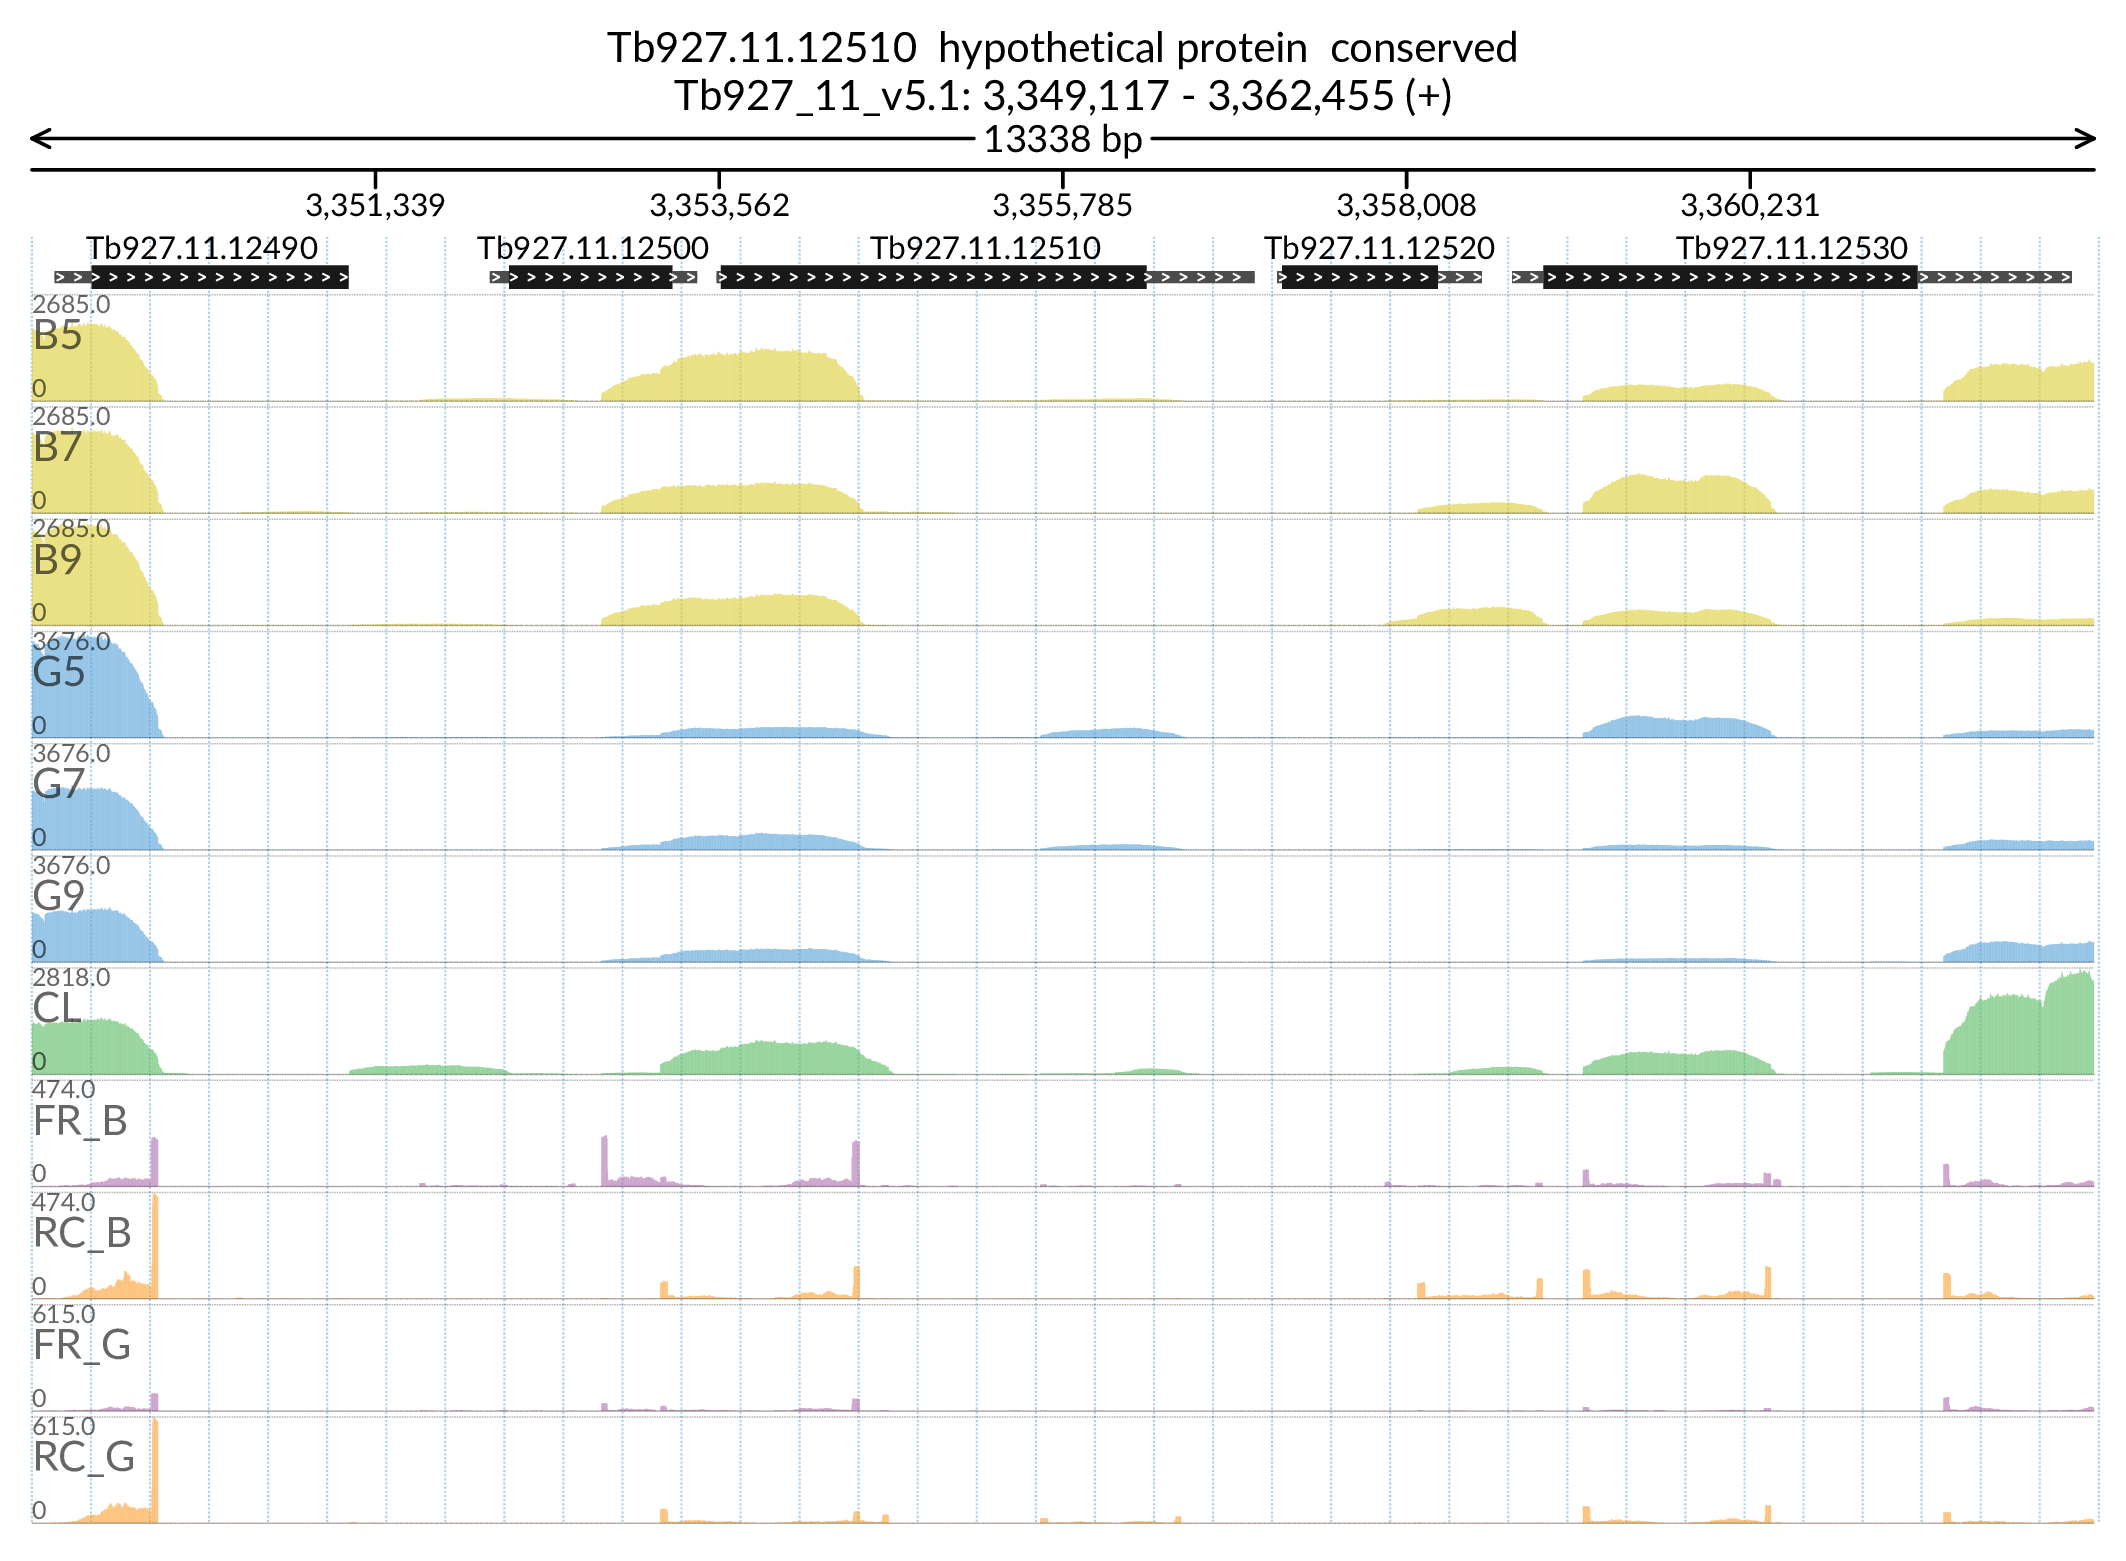 Tb927.11.12510  hypothetical protein  conserved
Tb927_11_v5.1: 3,349,117 - 3,362,455 (+)
13338 bp
3,351,339 3,353,562 3,355,785 3,358,008 3,360,231
Tb927.11.12490 Tb927.11.12500 Tb927.11.12510 Tb927.11.12520 Tb927.11.12530
2685.0
B5
0
2685.0
B7
0
2685.0
B9
0
3676.0
G5
0
3676.0
G7
0
3676.0
G9
0
2818.0
CL
0
474.0
FR_B
0
474.0
RC_B
0
615.0
FR_G
0
615.0
RC_G
0